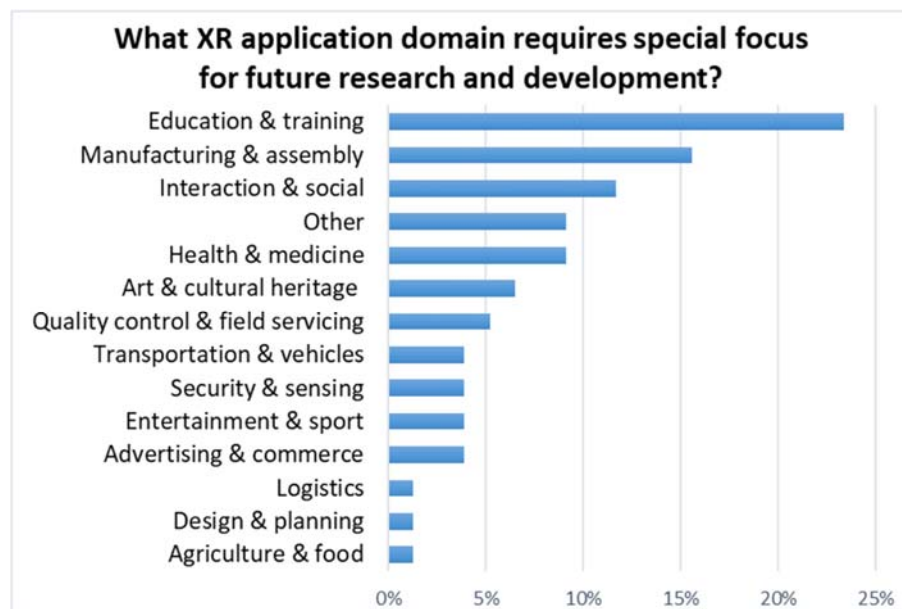 What XR application domain requires special focus
for future research and development?
Education & training
Manufacturing & assembly
Interaction & social
Other
Health & medicine
Art & cultural heritage
Quality control & field servicing
Transportation & vehicles
Security & sensing
Entertainment & sport
Advertising & commerce
Logistics
Design & planning
Agriculture & food
0% 5% 10% 15% 20% 25%